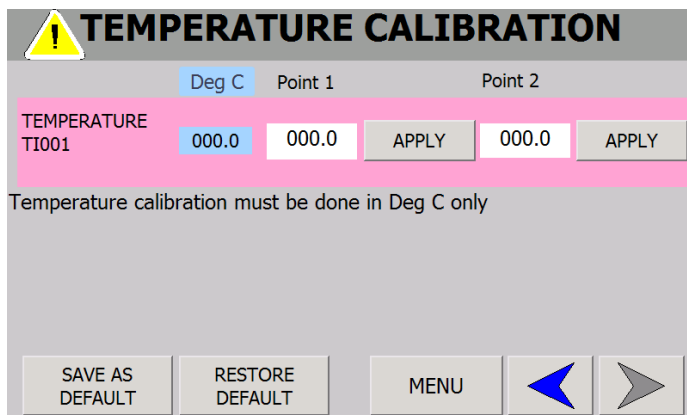 ! TEMPERATURE CALIBRATION
Deg C Point 1 Point 2
TEMPERATURE
TI001
000.0 000.0 APPLY 000.0 APPLY
Temperature calibration must be done in Deg C only
SAVE AS
DEFAULT
RESTORE
DEFAULT
MENU